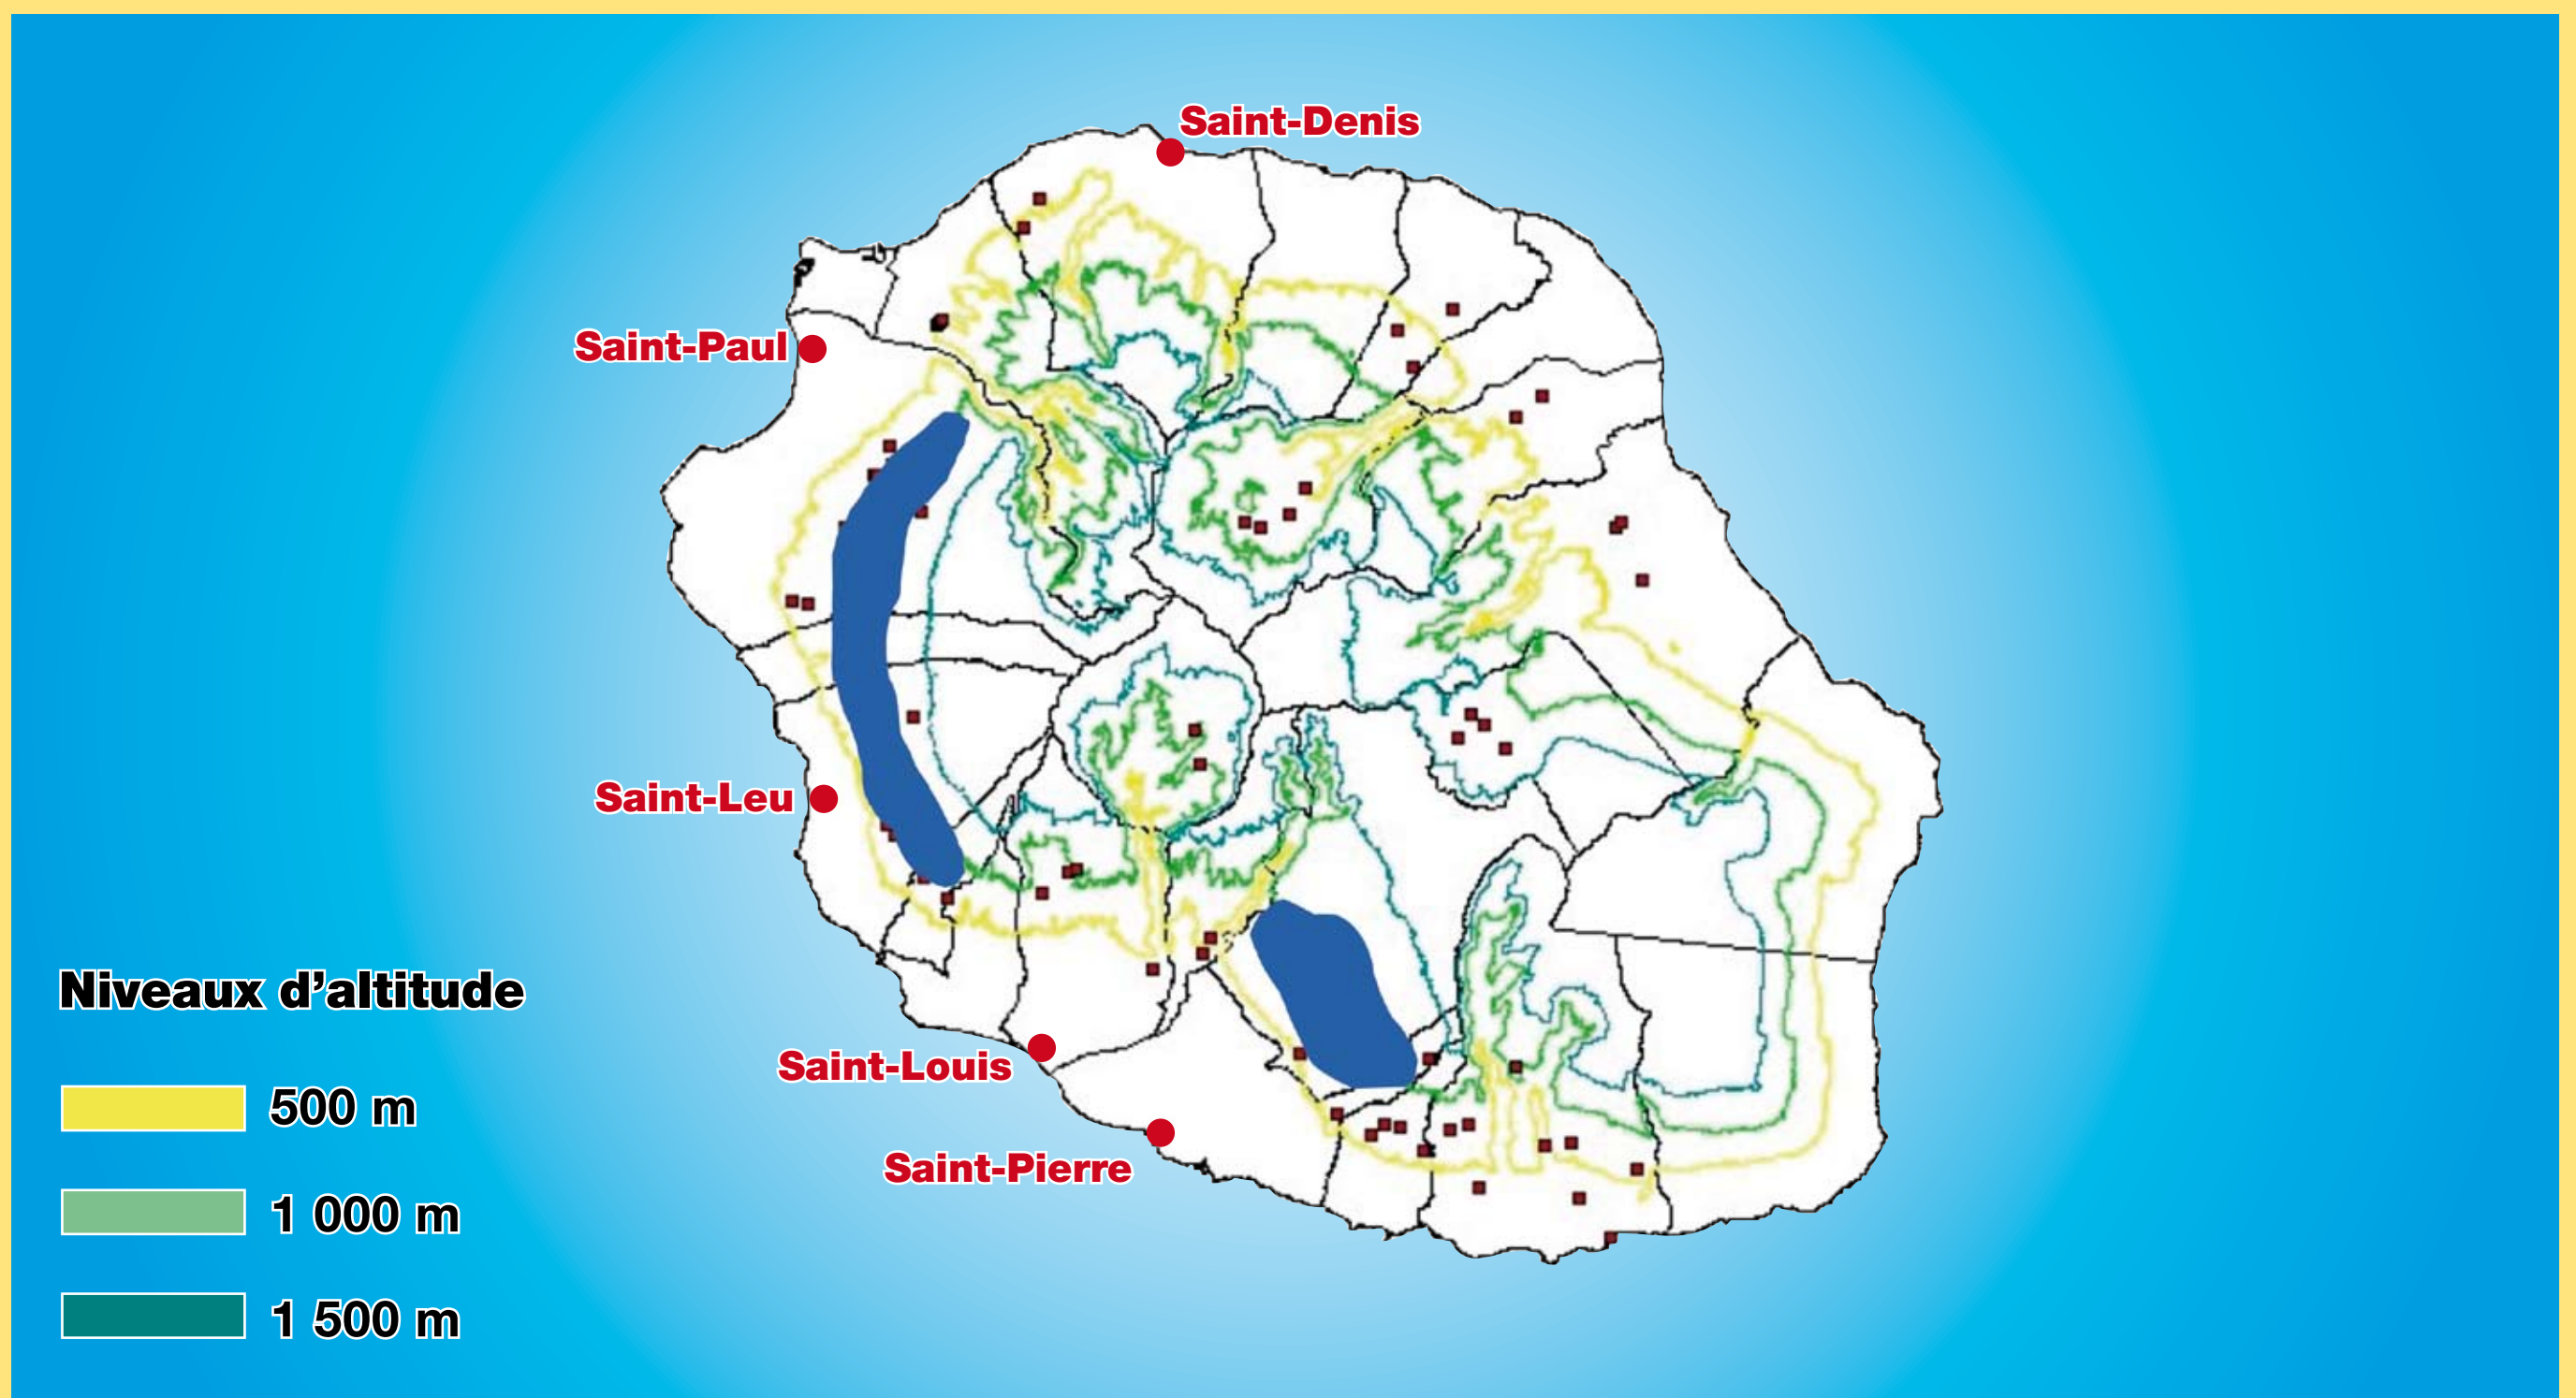 Saint-Denis
Saint-Paul
Saint-Leu
Niveaux d’altitude
500 m
1 000 m
1 500 m
Saint-Louis
Saint-Pierre